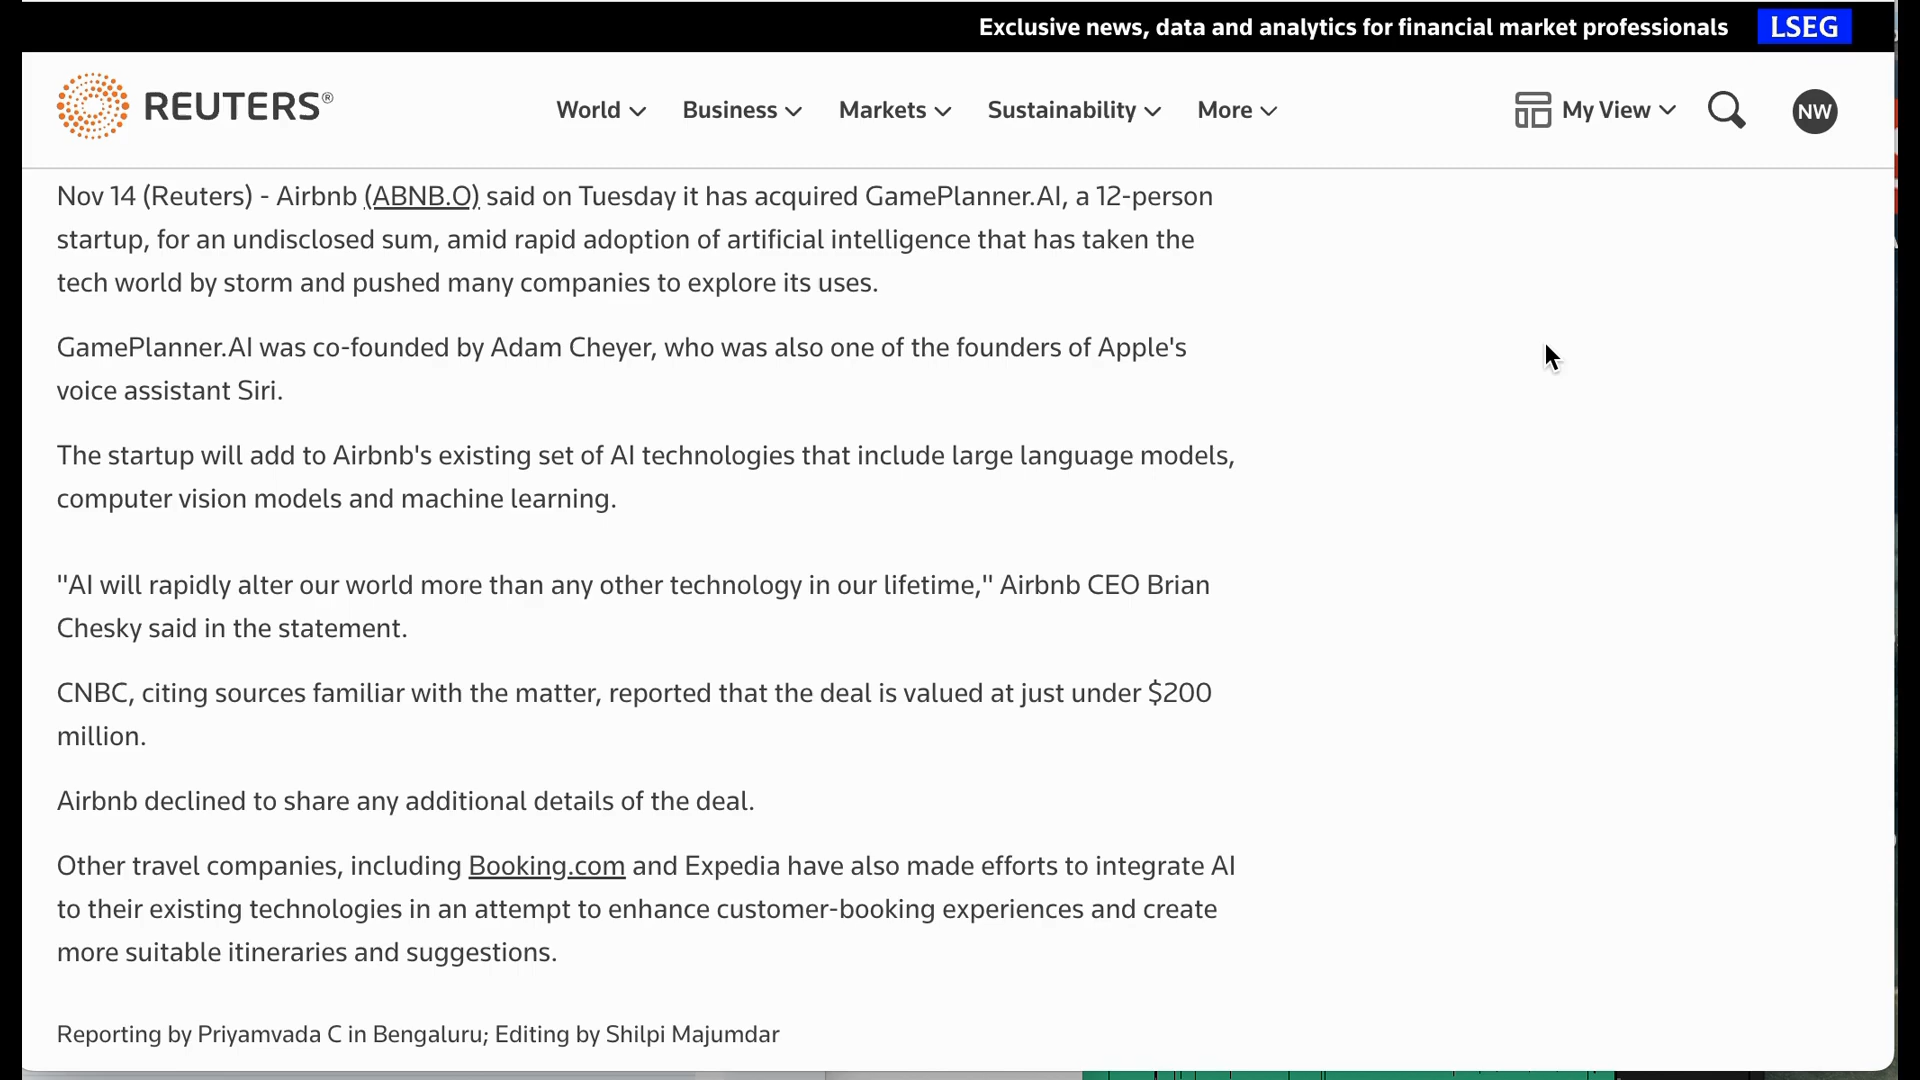 Exclusive news, data and analytics for financial market professionals LSEG
REUTERS® World Business Markets Sustainability More My View NW
Nov 14 (Reuters) - Airbnb (ABNB.O) said on Tuesday it has acquired GamePlanner.AI, a 12-person
startup, for an undisclosed sum, amid rapid adoption of artificial intelligence that has taken the
tech world by storm and pushed many companies to explore its uses.
GamePlanner.AI was co-founded by Adam Cheyer, who was also one of the founders of Apple's
voice assistant Siri.
The startup will add to Airbnb's existing set of AI technologies that include large language models,
computer vision models and machine learning.
"AI will rapidly alter our world more than any other technology in our lifetime," Airbnb CEO Brian
Chesky said in the statement.
CNBC, citing sources familiar with the matter, reported that the deal is valued at just under $200
million.
Airbnb declined to share any additional details of the deal.
Other travel companies, including Booking.com and Expedia have also made efforts to integrate AI
to their existing technologies in an attempt to enhance customer-booking experiences and create
more suitable itineraries and suggestions.
Reporting by Priyamvada C in Bengaluru; Editing by Shilpi Majumdar